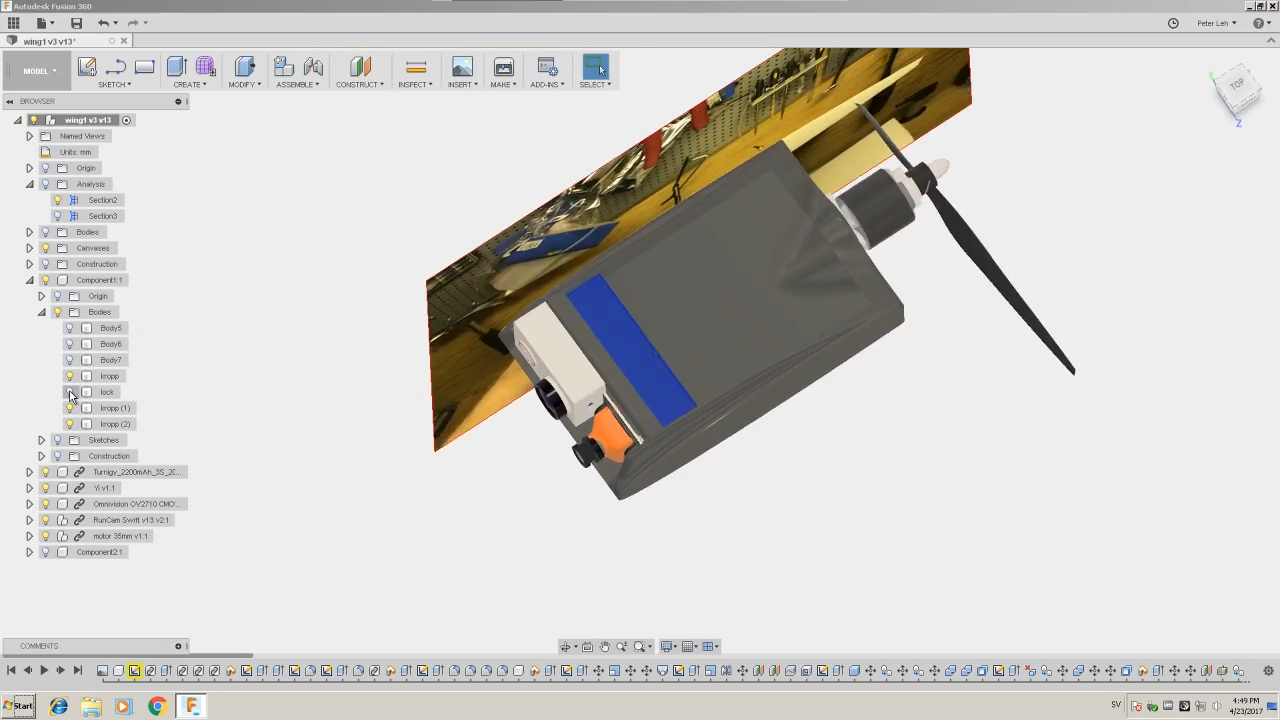 Autodesk Fusion 360
Peter Leh
wing1 v3 v13*
MODEL
SKETCH
CREATE
MODIFY
ASSEMBLE
CONSTRUCT
INSPECT
INSERT
MAKE
ADD-INS
SELECT
TOP
Z
BROWSER
wing1 v3 v13
Named Views
Units: mm
Origin
Analysis
Section2
Section3
Bodies
Canvases
Construction
Component1:1
Origin
Bodies
Body5
Body6
Body7
kropp
lock
kropp (1)
kropp (2)
Sketches
Construction
Turnigy_2200mAh_3S_20...
Yi v1:1
Omnivision OV2710 CMO...
RunCam Swift v13 v2:1
motor 35mm v1:1
Component2:1
COMMENTS
Start
SV
4:49 PM
4/23/2017